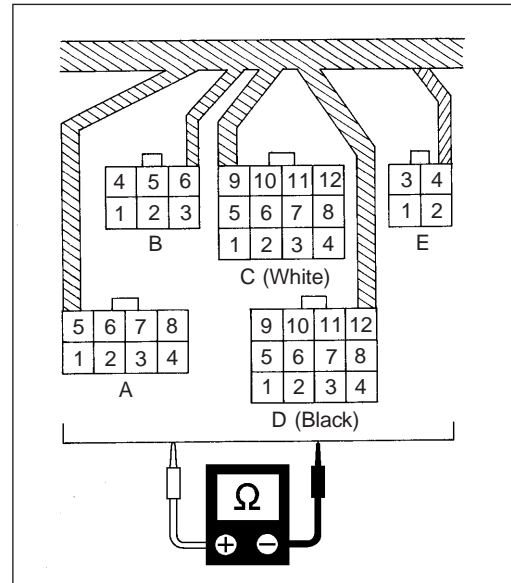 4 5 6
1 2 3
B
9 10 11 12
5 6 7 8
1 2 3 4
C (White)
3 4
1 2
E
5 6 7 8
1 2 3 4
A
9 10 11 12
5 6 7 8
1 2 3 4
D (Black)
Ω
+ −